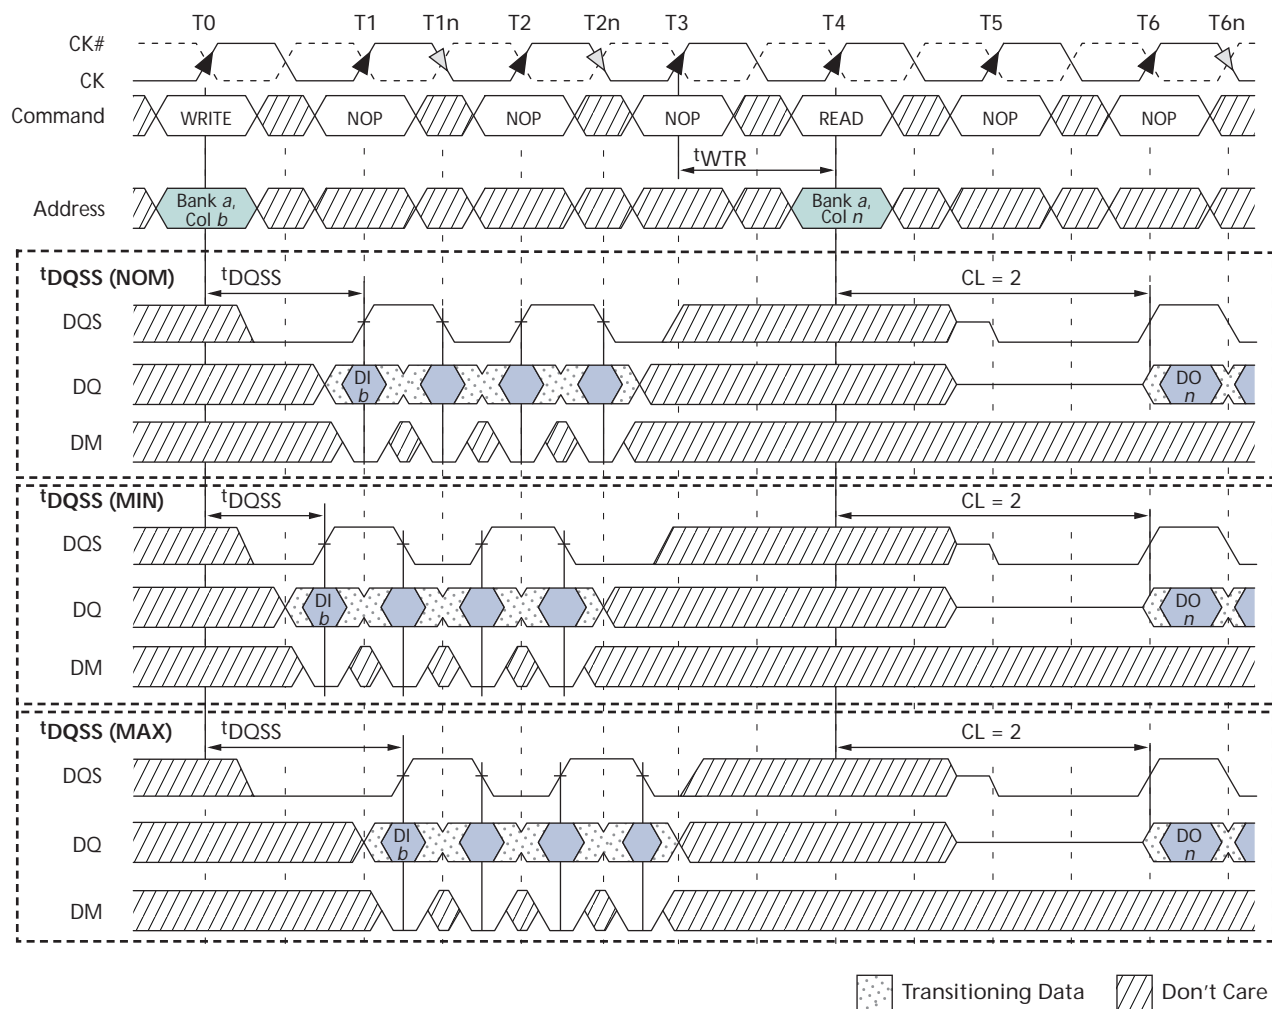 T0 T1 T1n T2 T2n T3 T4 T5 T6 T6n
CK#
CK
Command WRITE NOP NOP NOP READ NOP NOP
tWTR
Address Bank a, Col b Bank a, Col n
tDQSS (NOM) tDQSS CL = 2
DQS
DQ DI b DO n
DM
tDQSS (MIN) tDQSS CL = 2
DQS
DQ DI b DO n
DM
tDQSS (MAX) tDQSS CL = 2
DQS
DQ DI b DO n
DM
Transitioning Data Don't Care